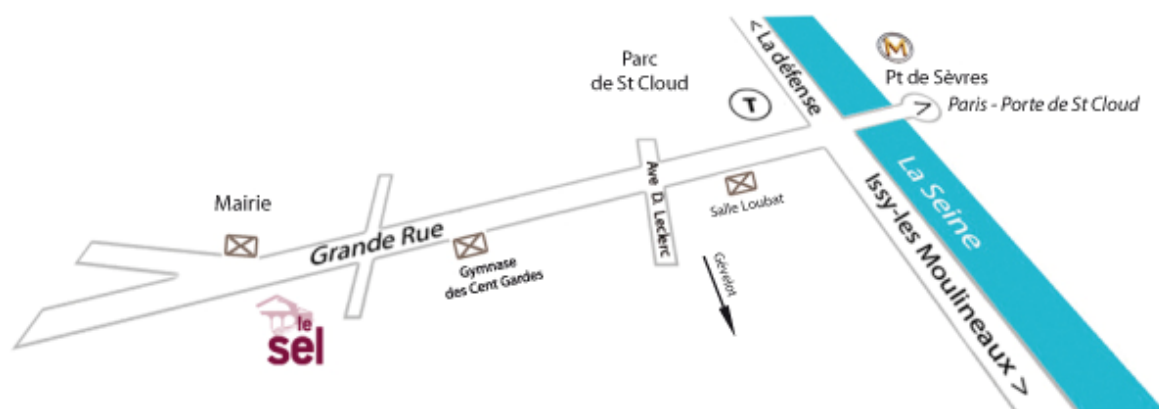 < La défense
M
Pt de Sèvres
Paris - Porte de St Cloud
Parc
de St Cloud
T
La Seine
Issy-les Moulineaux >
Ave D. Leclerc
Salle Loubat
Mairie
Grande Rue
Gymnase
des Cent Gardes
Gévelot
le
sel